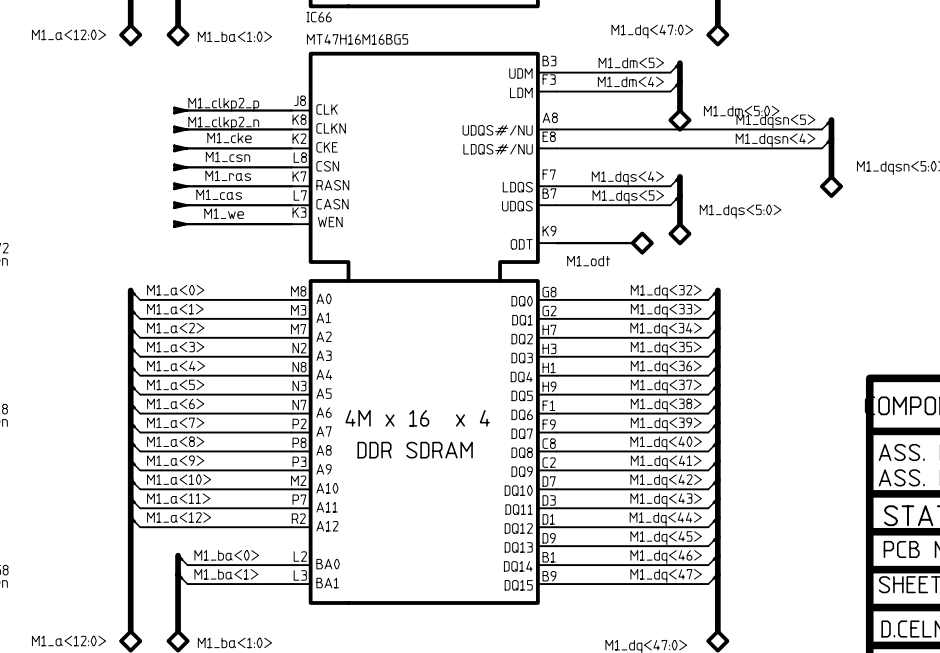 IC66
M1_a<12:0>
M1_ba<1:0>
MT47H16M16BG5
M1_dq<47:0>
UDM B3 M1_dm<5>
LDM F3 M1_dm<4>
M1_dm<5:0>
M1_clkp2_p J8 CLK
M1_clkp2_n K8 CLKN
M1_cke K2 CKE
M1_csn L8 CSN
M1_ras K7 RASN
M1_cas L7 CASN
M1_we K3 WEN
UDQS#/NU A8 M1_dqsn<5>
LDQS#/NU E8 M1_dqsn<4>
M1_dqsn<5:0>
LDQS F7 M1_dqs<4>
UDQS B7 M1_dqs<5>
M1_dqs<5:0>
ODT K9
M1_odt
M1_a<0> M8 A0 DQ0 G8 M1_dq<32>
M1_a<1> M3 A1 DQ1 G2 M1_dq<33>
M1_a<2> M7 A2 DQ2 H7 M1_dq<34>
M1_a<3> N2 A3 DQ3 H3 M1_dq<35>
M1_a<4> N8 A4 DQ4 H1 M1_dq<36>
M1_a<5> N3 A5 DQ5 H9 M1_dq<37>
M1_a<6> N7 A6 DQ6 F1 M1_dq<38>
M1_a<7> P2 A7 DQ7 F9 M1_dq<39>
M1_a<8> P8 A8 DQ8 C8 M1_dq<40>
M1_a<9> P3 A9 DQ9 C2 M1_dq<41>
M1_a<10> M2 A10 DQ10 D7 M1_dq<42>
M1_a<11> P7 A11 DQ11 D3 M1_dq<43>
M1_a<12> R2 A12 DQ12 D1 M1_dq<44>
DQ13 D9 M1_dq<45>
M1_ba<0> L2 BA0 DQ14 B1 M1_dq<46>
M1_ba<1> L3 BA1 DQ15 B9 M1_dq<47>
4M x 16 x 4
DDR SDRAM
M1_a<12:0>
M1_ba<1:0>
M1_dq<47:0>
ASS.
ASS.
PCB
SHEET